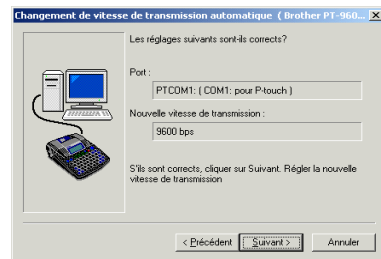 Changement de vitesse de transmission automatique ( Brother PT-960...
Les réglages suivants sont-ils corrects?
Port :
PTCOM1: ( COM1: pour P-touch )
Nouvelle vitesse de transmission :
9600 bps
S'ils sont corrects, cliquer sur Suivant. Régler la nouvelle
vitesse de transmission
< Précédent Suivant > Annuler